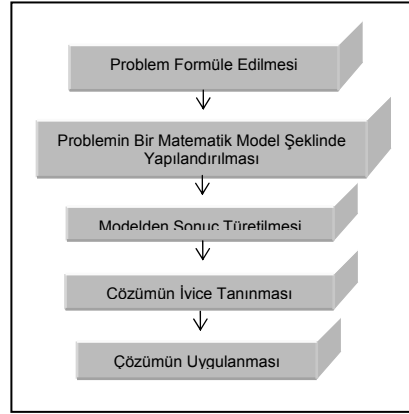 Problem Formüle Edilmesi
Problemin Bir Matematik Model Şeklinde
Yapılandırılması
Modelden Sonuç Türetilmesi
Çözümün İyice Tanınması
Çözümün Uygulanması